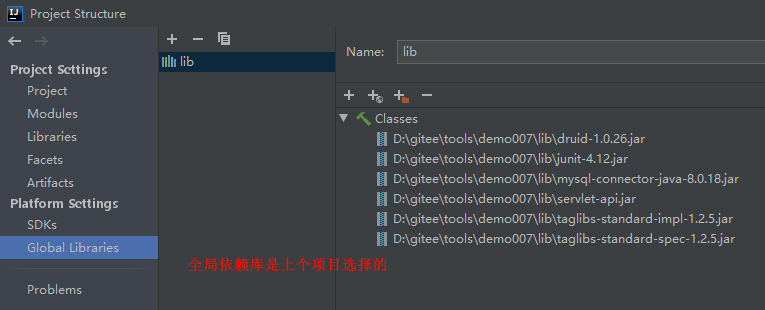 Project Structure
Project Settings
Project
Modules
Libraries
Facets
Artifacts
Platform Settings
SDKs
Global Libraries
Problems
lib
Name: lib
Classes
D:\gitee\tools\demo007\lib\druid-1.0.26.jar
D:\gitee\tools\demo007\lib\junit-4.12.jar
D:\gitee\tools\demo007\lib\mysql-connector-java-8.0.18.jar
D:\gitee\tools\demo007\lib\servlet-api.jar
D:\gitee\tools\demo007\lib\taglibs-standard-impl-1.2.5.jar
D:\gitee\tools\demo007\lib\taglibs-standard-spec-1.2.5.jar
全局依赖库是上个项目选择的